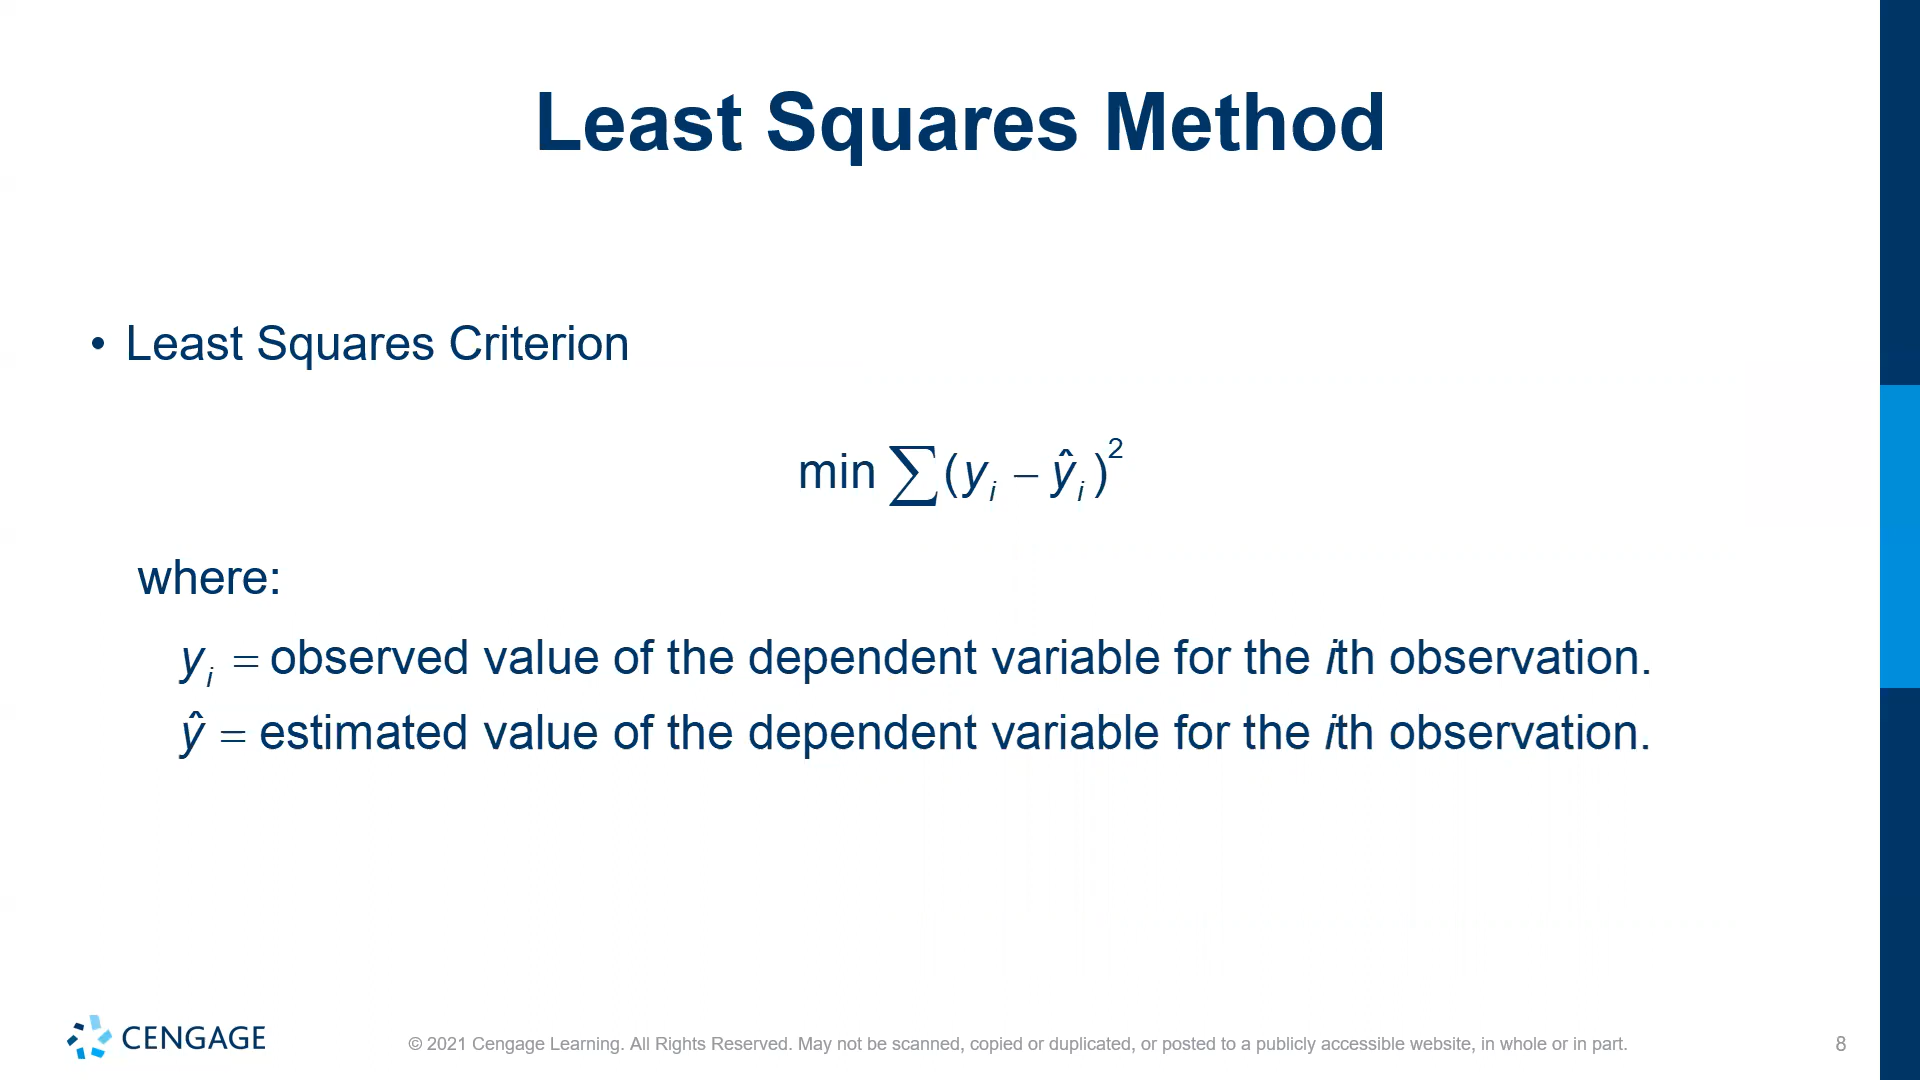 Least Squares Method
• Least Squares Criterion
min ∑(yᵢ − ŷᵢ)²
where:
yᵢ = observed value of the dependent variable for the ith observation.
ŷ = estimated value of the dependent variable for the ith observation.
CENGAGE
© 2021 Cengage Learning. All Rights Reserved. May not be scanned, copied or duplicated, or posted to a publicly accessible website, in whole or in part.
8